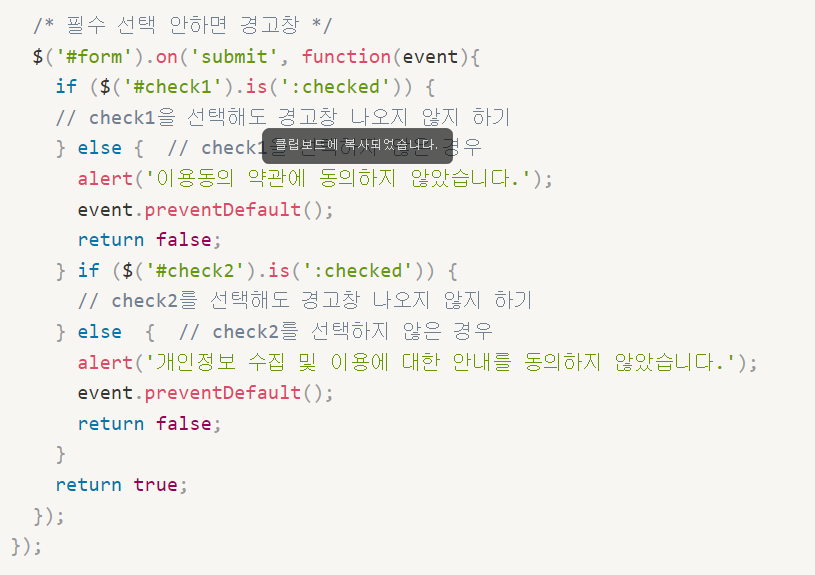 /* 필수 선택 안하면 경고창 */
$('#form').on('submit', function(event){
if ($('#check1').is(':checked')) {
// check1을 선택해도 경고창 나오지 않지 하기
} else { // check1 경우
클립보드에 복사되었습니다.
alert('이용동의 약관에 동의하지 않았습니다.');
event.preventDefault();
return false;
} if ($('#check2').is(':checked')) {
// check2를 선택해도 경고창 나오지 않지 하기
} else { // check2를 선택하지 않은 경우
alert('개인정보 수집 및 이용에 대한 안내를 동의하지 않았습니다.');
event.preventDefault();
return false;
}
return true;
});
});